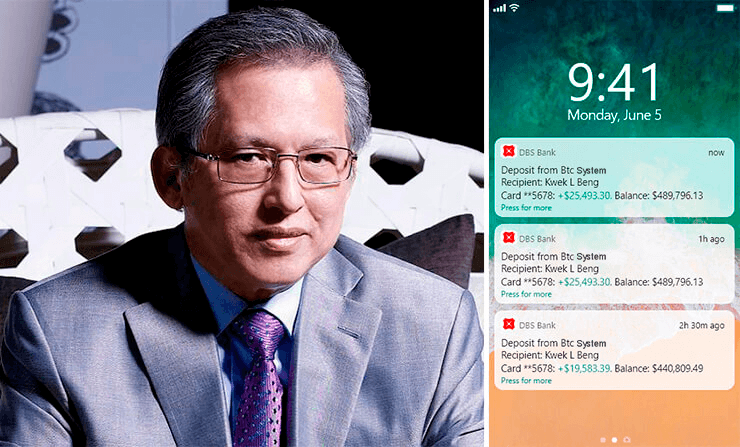 9:41
Monday, June 5
DBS Bank now
Deposit from Btc System
Recipient: Kwek L Beng
Card **5678: +$25,493.30. Balance: $489,796.13
Press for more
DBS Bank 1h ago
Deposit from Btc System
Recipient: Kwek L Beng
Card **5678: +$25,493.30. Balance: $489,796.13
Press for more
DBS Bank 2h 30m ago
Deposit from Btc System
Recipient: Kwek L Beng
Card **5678: +$19,583.39. Balance: $440,809.49
Press for more